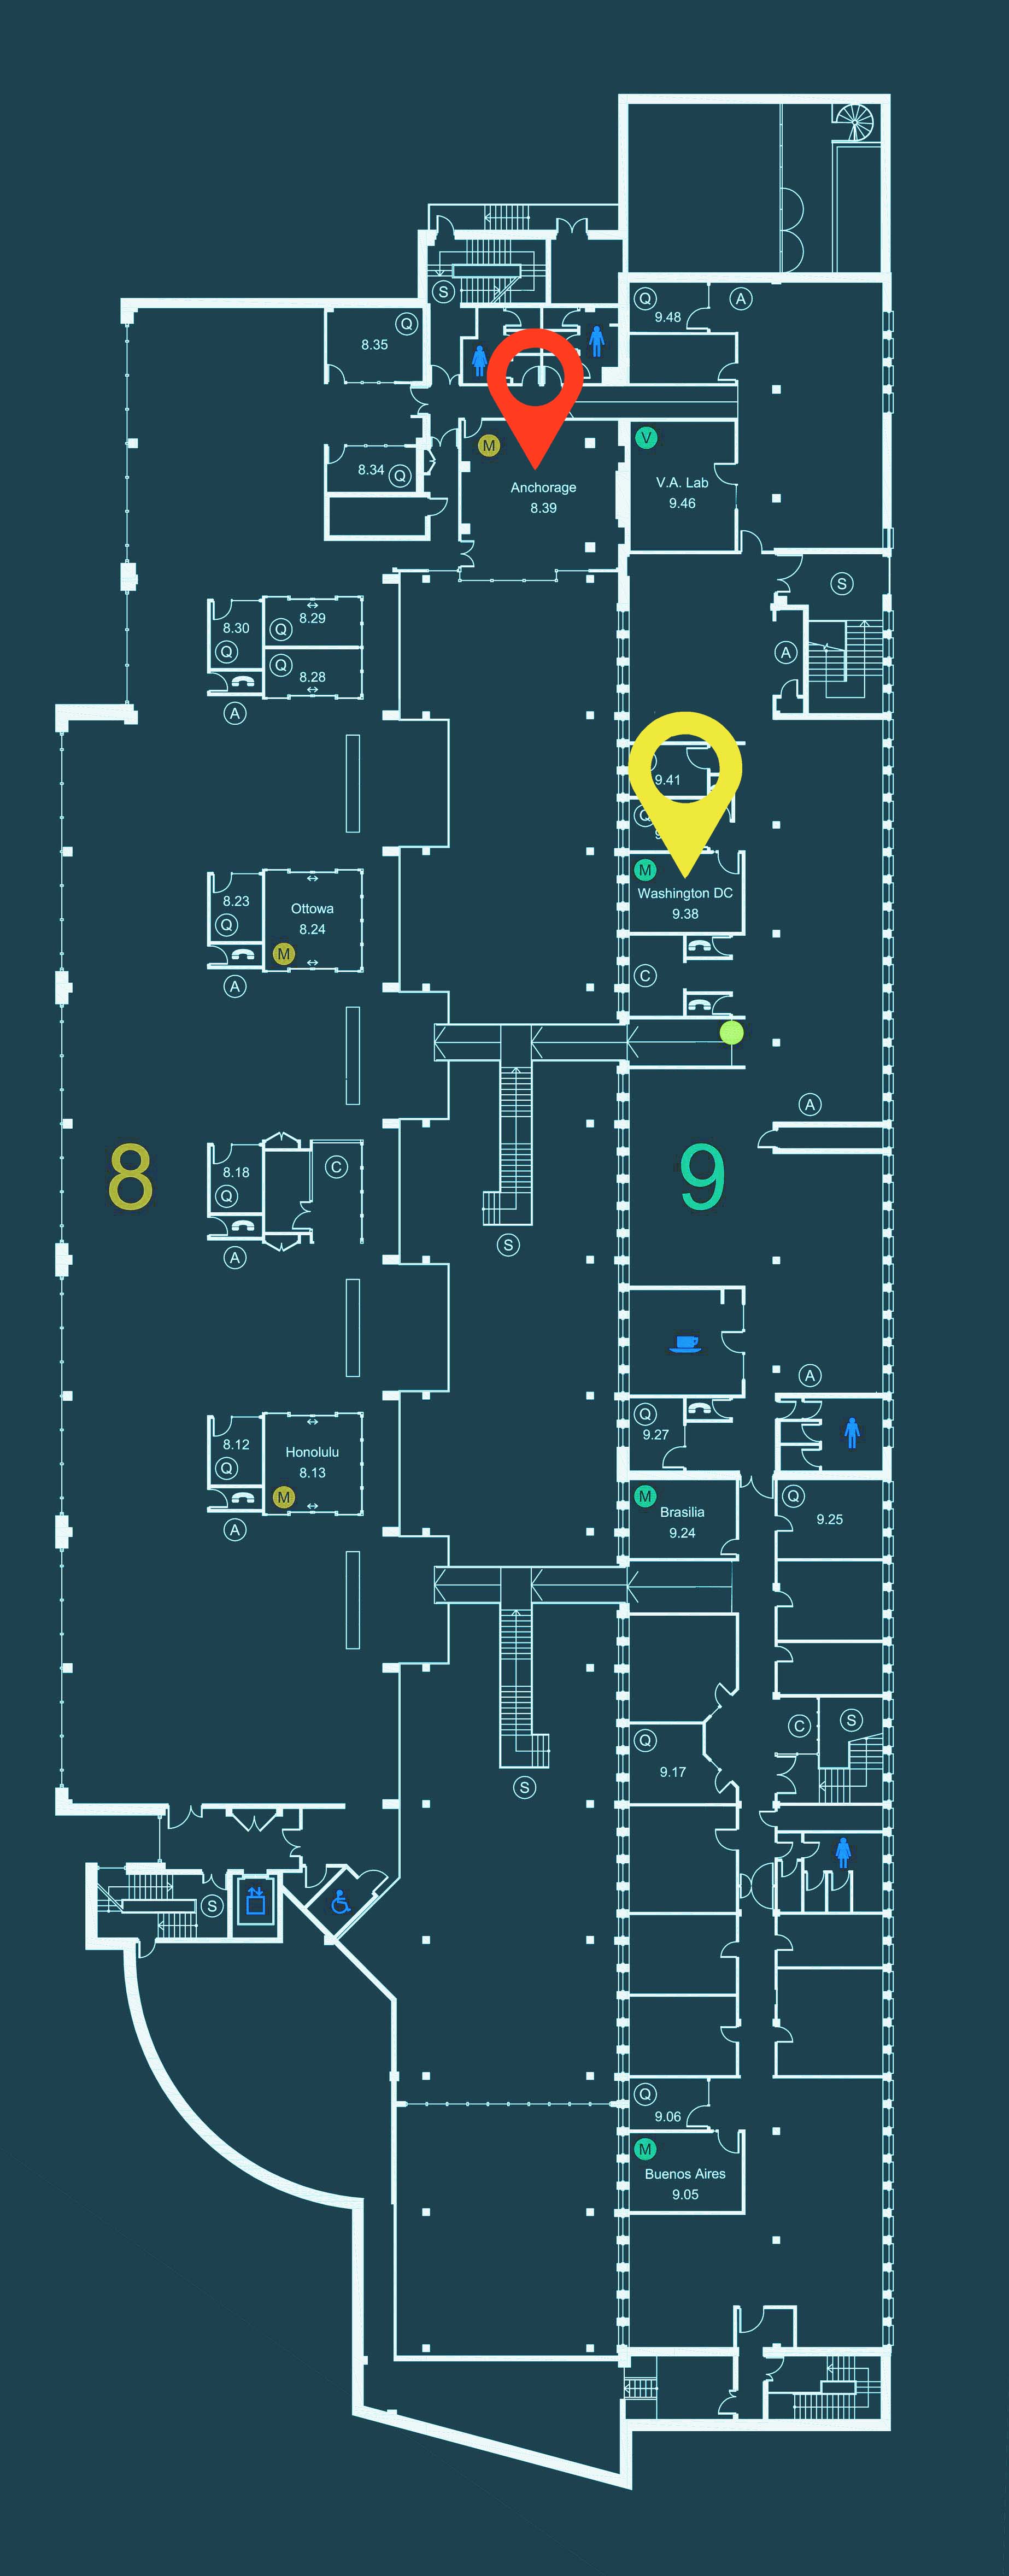 Q
9.48
A
S
8.35
Q
8.34
Q
M
Anchorage
8.39
V
V.A. Lab
9.46
S
8.30
Q
8.29
Q
Q
8.28
A
A
9.41
Q
M
Washington DC
9.38
8.23
Q
Ottowa
8.24
M
A
C
A
8
9
8.18
Q
C
A
S
A
Q
9.27
8.12
Q
Honolulu
8.13
M
A
M
Brasilia
9.24
Q
9.25
Q
9.17
C
S
S
S
Q
9.06
M
Buenos Aires
9.05